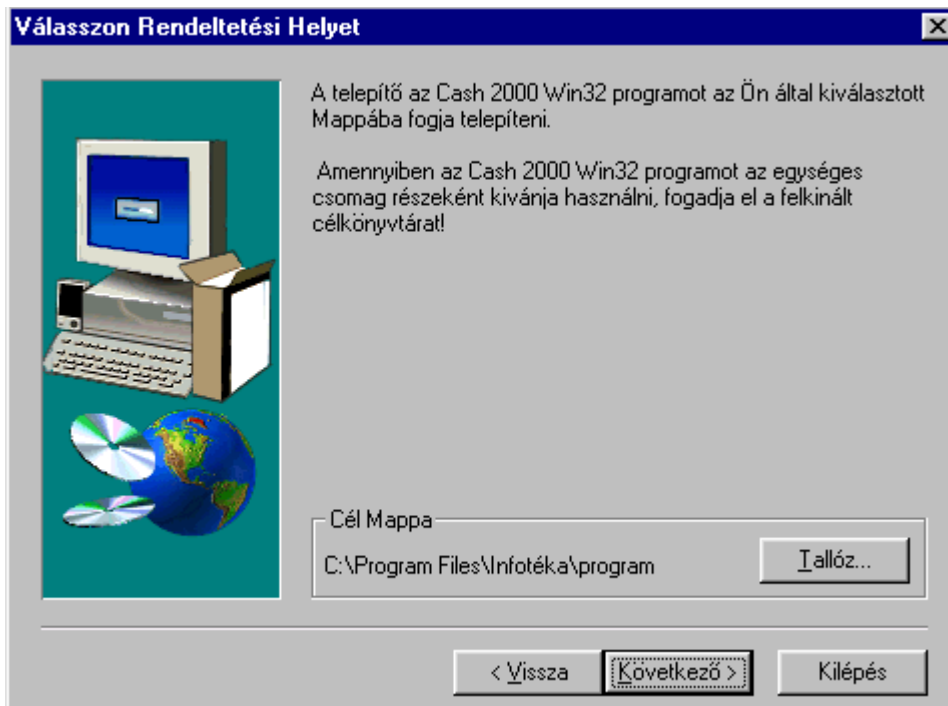 Válasszon Rendeltetési Helyet
A telepítő az Cash 2000 Win32 programot az Ön által kiválasztott
Mappába fogja telepíteni.
Amennyiben az Cash 2000 Win32 programot az egységes
csomag részeként kivánja használni, fogadja el a felkinált
célkönyvtárat!
Cél Mappa
C:\Program Files\Infotéka\program
Tallóz...
< Vissza
Következő >
Kilépés